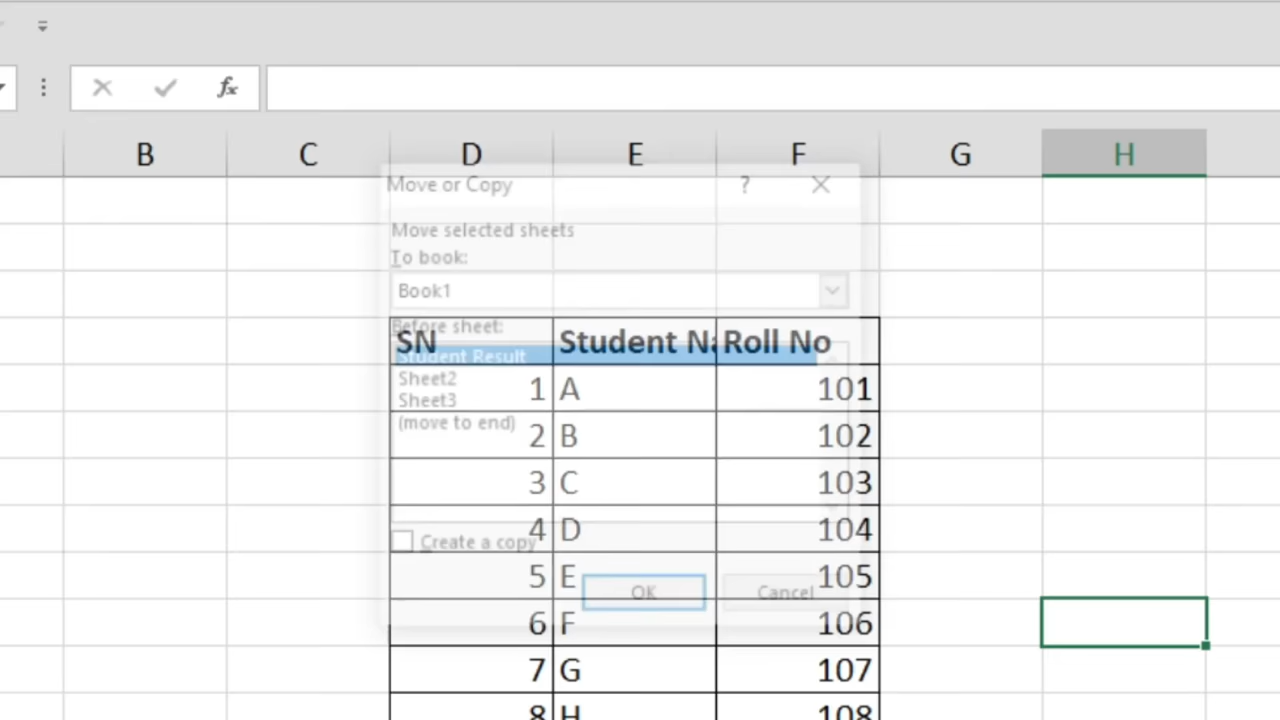 fx
B C D E F G H
Move or Copy ? 
Move selected sheets
To book:
Book1
Before sheet:
SN Student Na Roll No
Student Result
Sheet2
1 A 101
Sheet3
(move to end)
2 B 102
3 C 103
4 D 104
Create a copy
5 E 105
OK Cancel
6 F 106
7 G 107
8 H 108